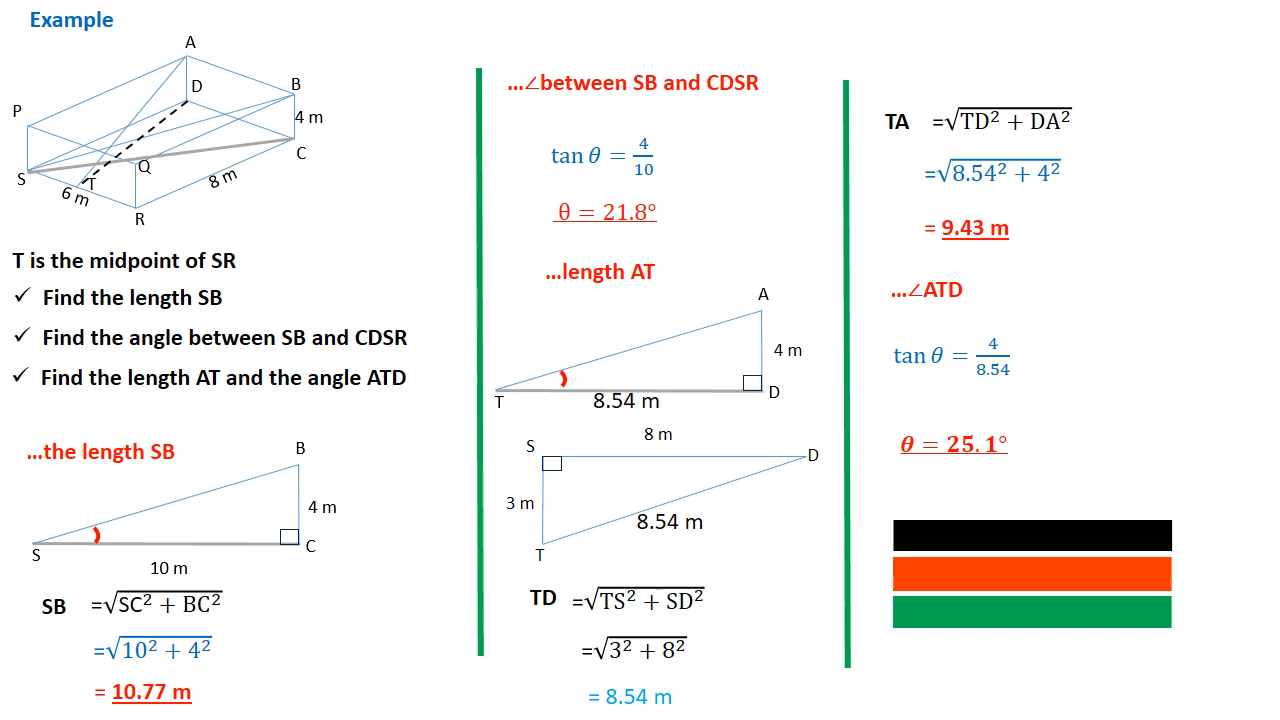 Example
A
D
B
P
4 m
C
S
T
Q
8 m
6 m
R
T is the midpoint of SR
✓ Find the length SB
✓ Find the angle between SB and CDSR
✓ Find the length AT and the angle ATD
...the length SB
B
4 m
S
C
10 m
SB =√SC² + BC²
=√10² + 4²
= 10.77 m
...∠between SB and CDSR
tan θ = 4/10
θ = 21.8°
...length AT
A
4 m
T
D
8.54 m
8 m
S
D
3 m
8.54 m
T
TD =√TS² + SD²
=√3² + 8²
= 8.54 m
TA =√TD² + DA²
=√8.54² + 4²
= 9.43 m
...∠ATD
tan θ = 4/8.54
θ = 25.1°